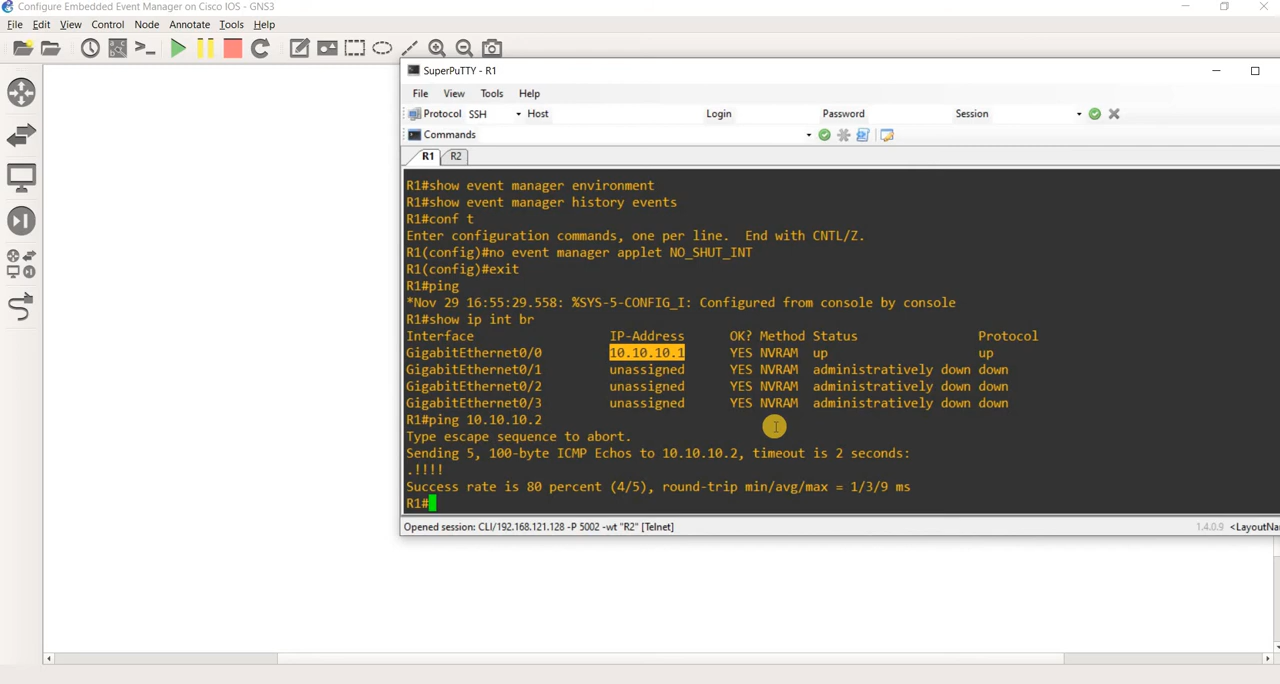 Configure Embedded Event Manager on Cisco IOS - GNS3
File Edit View Control Node Annotate Tools Help
SuperPuTTY - R1
File View Tools Help
Protocol SSH Host Login Password Session
Commands
R1 R2
R1#show event manager environment
R1#show event manager history events
R1#conf t
Enter configuration commands, one per line.  End with CNTL/Z.
R1(config)#no event manager applet NO_SHUT_INT
R1(config)#exit
R1#ping
*Nov 29 16:55:29.558: %SYS-5-CONFIG_I: Configured from console by console
R1#show ip int br
Interface IP-Address OK? Method Status Protocol
GigabitEthernet0/0 10.10.10.1 YES NVRAM up up
GigabitEthernet0/1 unassigned YES NVRAM administratively down down
GigabitEthernet0/2 unassigned YES NVRAM administratively down down
GigabitEthernet0/3 unassigned YES NVRAM administratively down down
R1#ping 10.10.10.2
Type escape sequence to abort.
Sending 5, 100-byte ICMP Echos to 10.10.10.2, timeout is 2 seconds:
.!!!!
Success rate is 80 percent (4/5), round-trip min/avg/max = 1/3/9 ms
R1#
Opened session: CLI/192.168.121.128 -P 5002 -wt "R2" [Telnet] 1.4.0.9 <LayoutNa